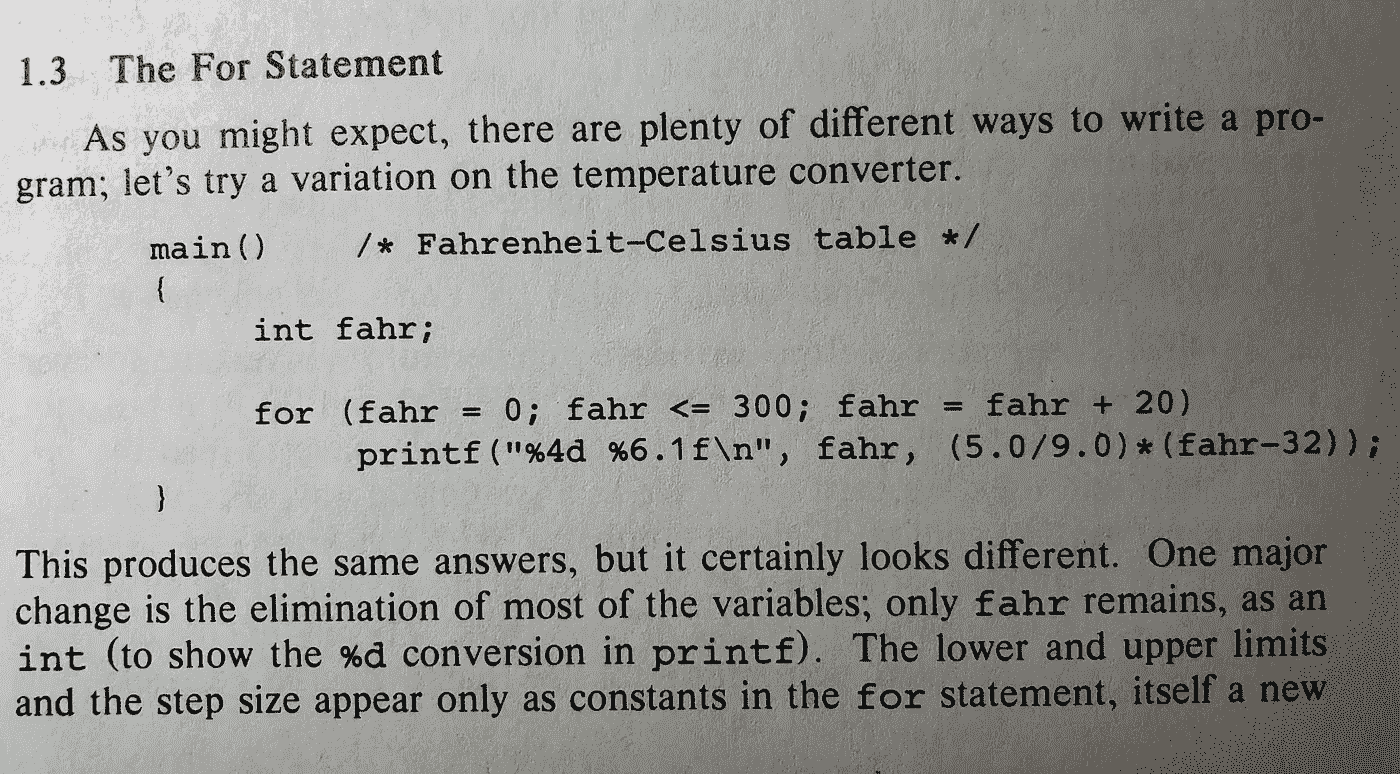 1.3 The For Statement
As you might expect, there are plenty of different ways to write a pro-
gram; let's try a variation on the temperature converter.
main() /* Fahrenheit-Celsius table */
{
int fahr;
for (fahr = 0; fahr <= 300; fahr = fahr + 20)
printf("%4d %6.1f\n", fahr, (5.0/9.0)*(fahr-32));
}
This produces the same answers, but it certainly looks different. One major
change is the elimination of most of the variables; only fahr remains, as an
int (to show the %d conversion in printf). The lower and upper limits
and the step size appear only as constants in the for statement, itself a new